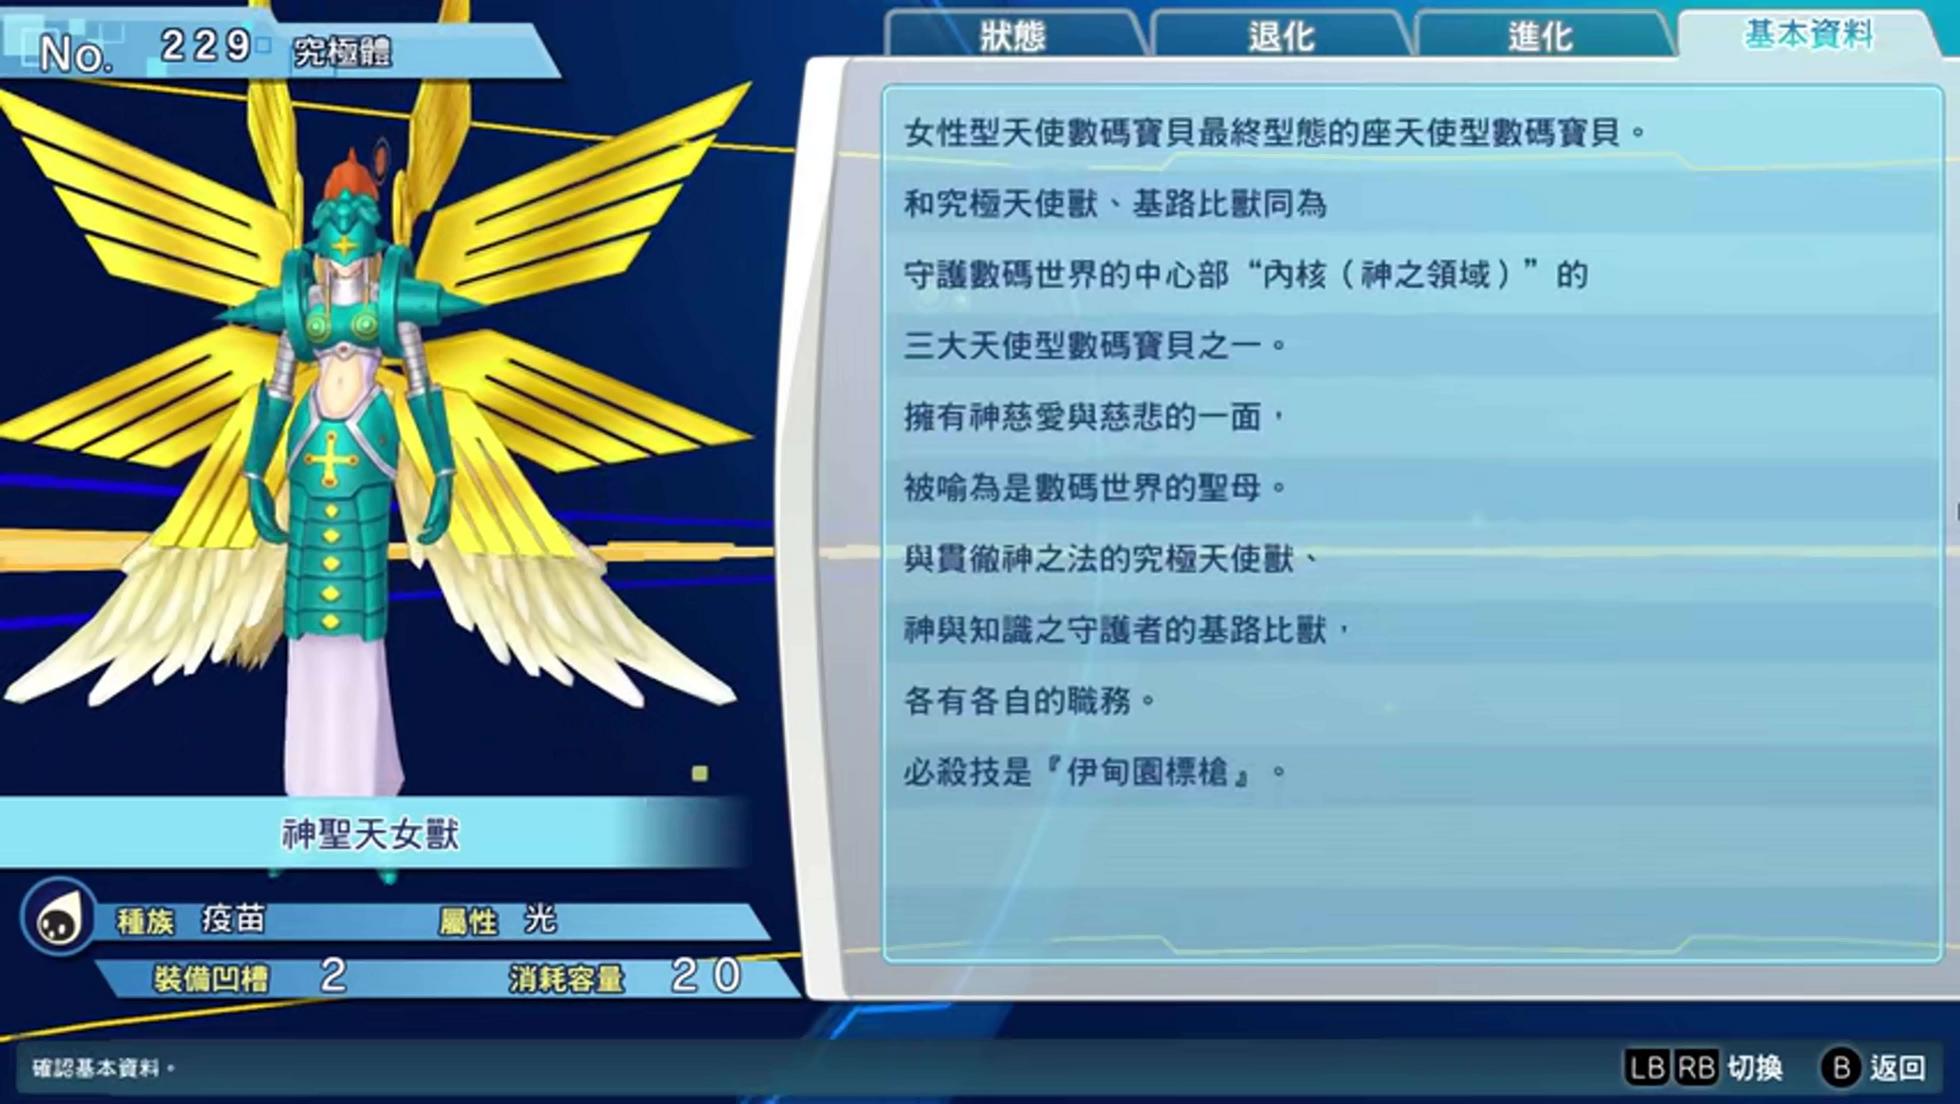 No. 229 究極體
狀態 退化 進化 基本資料
女性型天使數碼寶貝最終型態的座天使型數碼寶貝。
和究極天使獸、基路比獸同為
守護數碼世界的中心部“內核（神之領域）”的
三大天使型數碼寶貝之一。
擁有神慈愛與慈悲的一面，
被喻為是數碼世界的聖母。
與貫徹神之法的究極天使獸、
神與知識之守護者的基路比獸，
各有各自的職務。
必殺技是『伊甸園標槍』。
神聖天女獸
種族 疫苗 屬性 光
裝備凹槽 2 消耗容量 20
確認基本資料。
LB RB 切換 B 返回